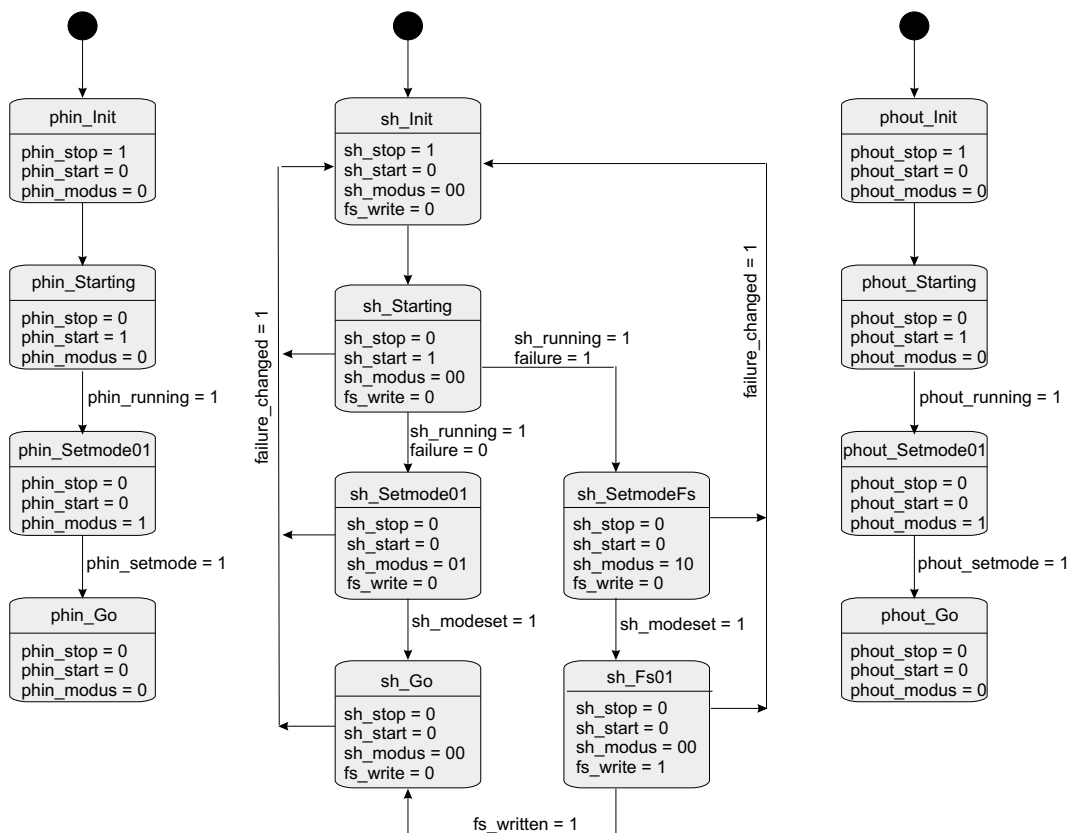 phin_Init
phin_stop = 1
phin_start = 0
phin_modus = 0
phin_Starting
phin_stop = 0
phin_start = 1
phin_modus = 0
phin_running = 1
phin_Setmode01
phin_stop = 0
phin_start = 0
phin_modus = 1
phin_setmode = 1
phin_Go
phin_stop = 0
phin_start = 0
phin_modus = 0
failure_changed = 1
sh_Init
sh_stop = 1
sh_start = 0
sh_modus = 00
fs_write = 0
sh_Starting
sh_stop = 0
sh_start = 1
sh_modus = 00
fs_write = 0
sh_running = 1
failure = 1
sh_running = 1
failure = 0
sh_Setmode01
sh_stop = 0
sh_start = 0
sh_modus = 01
fs_write = 0
sh_modeset = 1
sh_Go
sh_stop = 0
sh_start = 0
sh_modus = 00
fs_write = 0
sh_SetmodeFs
sh_stop = 0
sh_start = 0
sh_modus = 10
fs_write = 0
sh_modeset = 1
sh_Fs01
sh_stop = 0
sh_start = 0
sh_modus = 00
fs_write = 1
fs_written = 1
failure_changed = 1
phout_Init
phout_stop = 1
phout_start = 0
phout_modus = 0
phout_Starting
phout_stop = 0
phout_start = 1
phout_modus = 0
phout_running = 1
phout_Setmode01
phout_stop = 0
phout_start = 0
phout_modus = 1
phout_setmode = 1
phout_Go
phout_stop = 0
phout_start = 0
phout_modus = 0